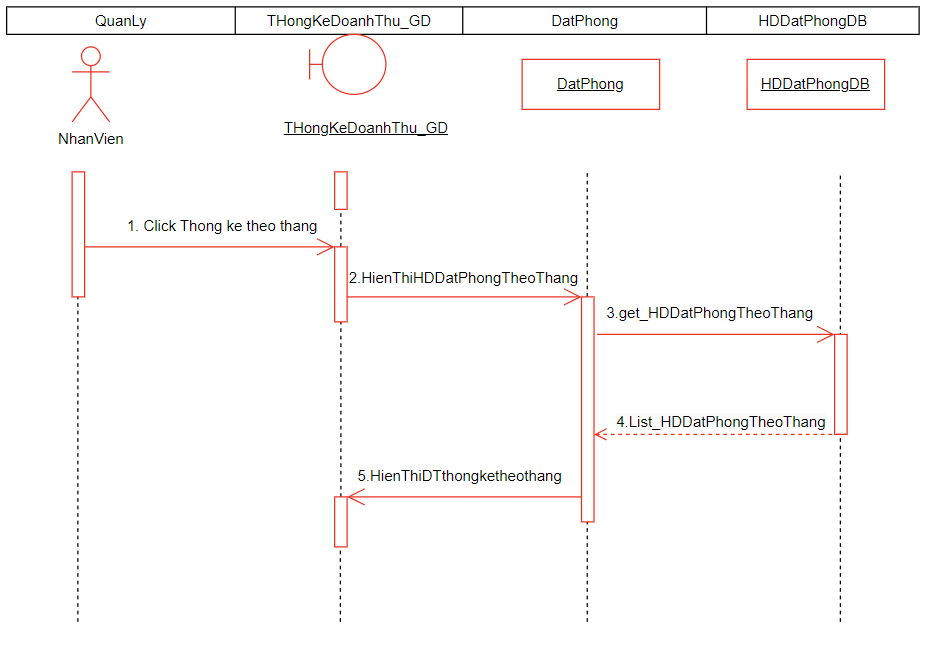 QuanLy
THongKeDoanhThu_GD
DatPhong
HDDatPhongDB
NhanVien
THongKeDoanhThu_GD
DatPhong
HDDatPhongDB
1. Click Thong ke theo thang
2.HienThiHDDatPhongTheoThang
3.get_HDDatPhongTheoThang
4.List_HDDatPhongTheoThang
5.HienThiDTthongketheothang